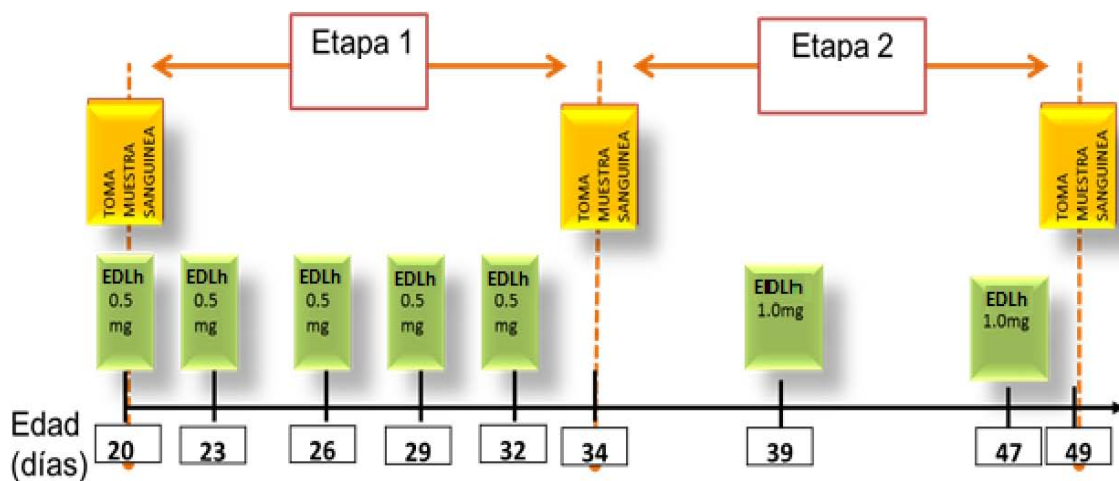 Etapa 1
Etapa 2
TOMA
MUESTRA
SANGUINEA
TOMA
MUESTRA
SANGUINEA
TOMA
MUESTRA
SANGUINEA
EDLh
0.5
mg
EDLh
0.5
mg
EDLh
0.5
mg
EDLh
0.5
mg
EDLh
0.5
mg
EIDLh
1.0mg
EDLh
1.0mg
Edad
(días)
20
23
26
29
32
34
39
47
49